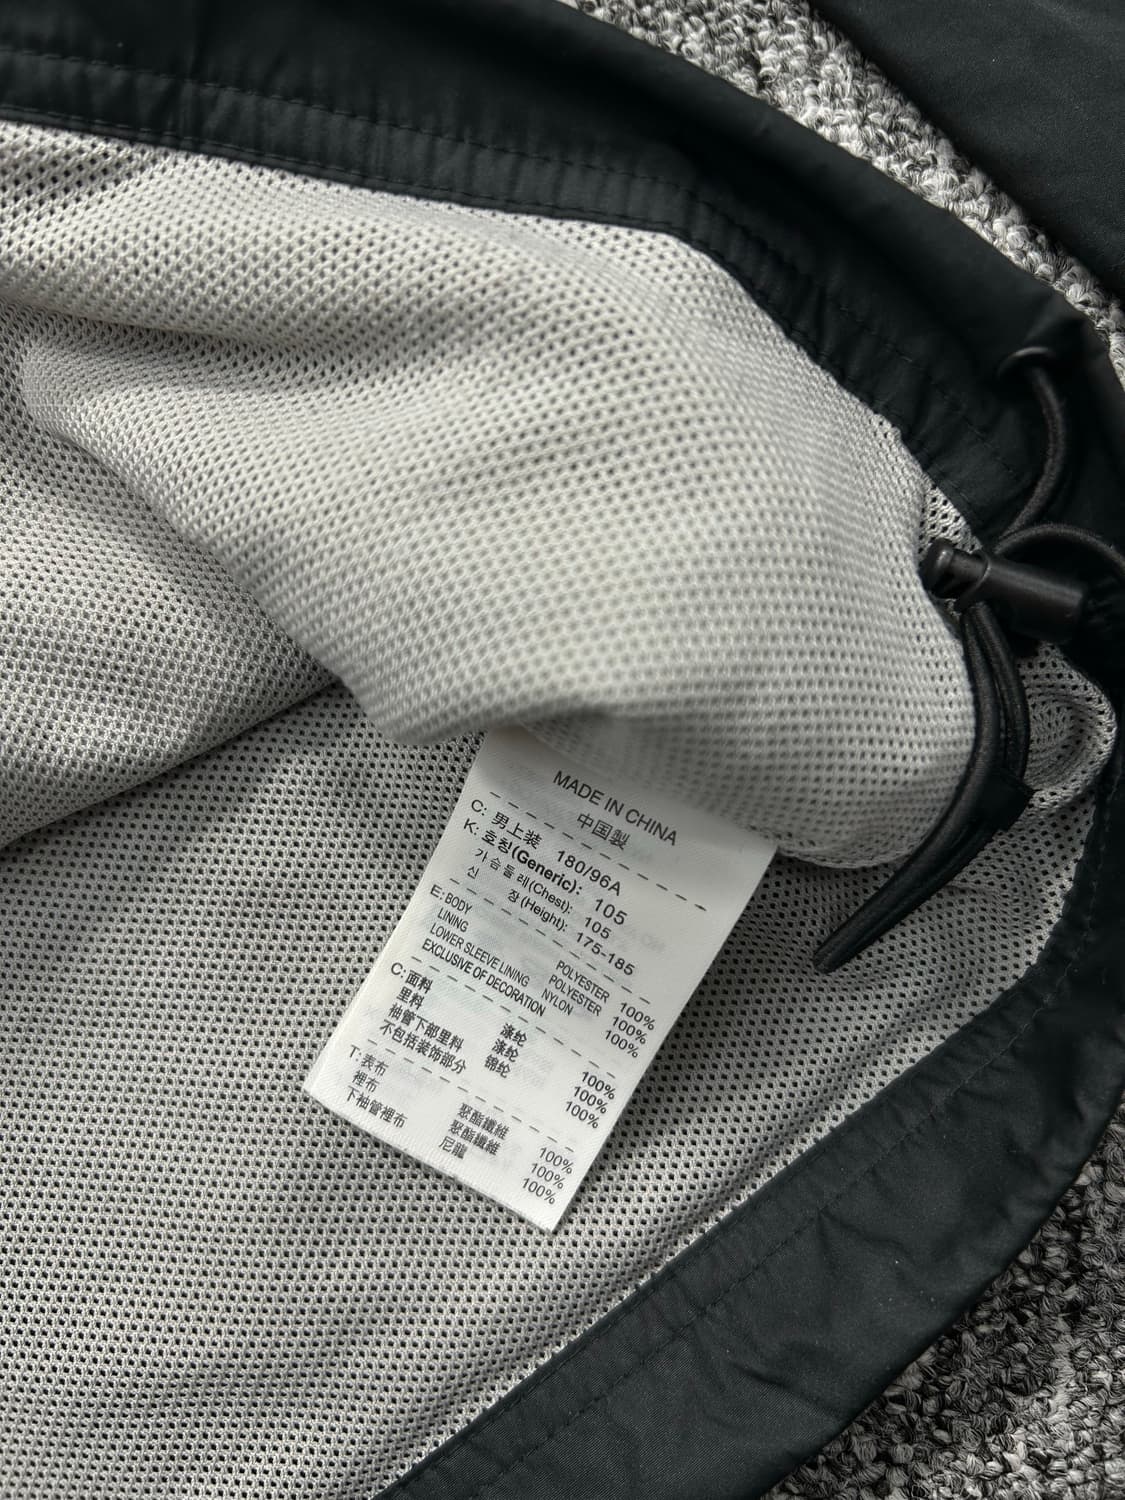 MADE IN CHINA
中国製
C: 男上装 180/96A
K: 호칭(Generic): 105
가슴둘레(Chest): 105
신 장(Height): 175-185
E: BODY POLYESTER 100%
LINING POLYESTER 100%
LOWER SLEEVE LINING NYLON 100%
EXCLUSIVE OF DECORATION
C: 面料 涤纶 100%
里料 涤纶 100%
袖管下部里料 锦纶 100%
不包括装饰部分
T: 表布 聚酯纖維 100%
裡布 聚酯纖維 100%
下袖管裡布 尼龍 100%